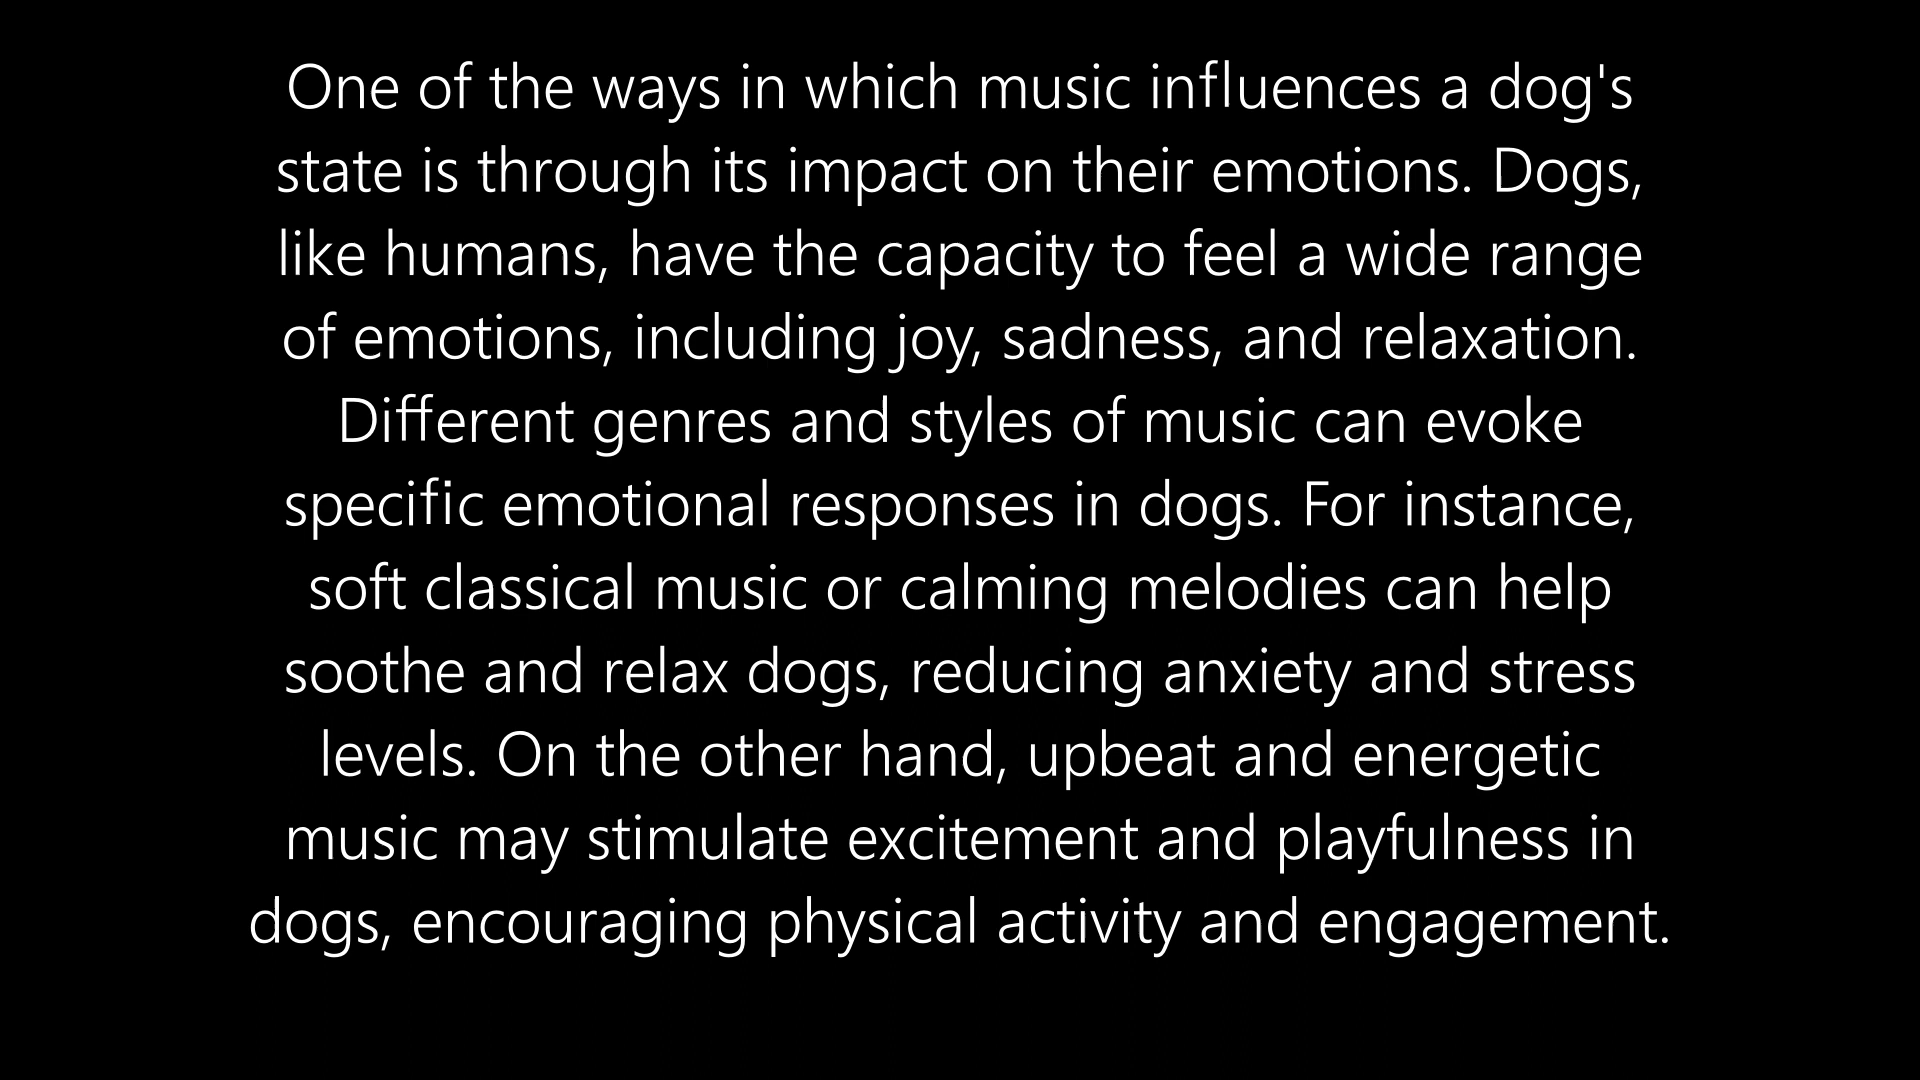 One of the ways in which music influences a dog's
state is through its impact on their emotions. Dogs,
like humans, have the capacity to feel a wide range
of emotions, including joy, sadness, and relaxation.
Different genres and styles of music can evoke
specific emotional responses in dogs. For instance,
soft classical music or calming melodies can help
soothe and relax dogs, reducing anxiety and stress
levels. On the other hand, upbeat and energetic
music may stimulate excitement and playfulness in
dogs, encouraging physical activity and engagement.